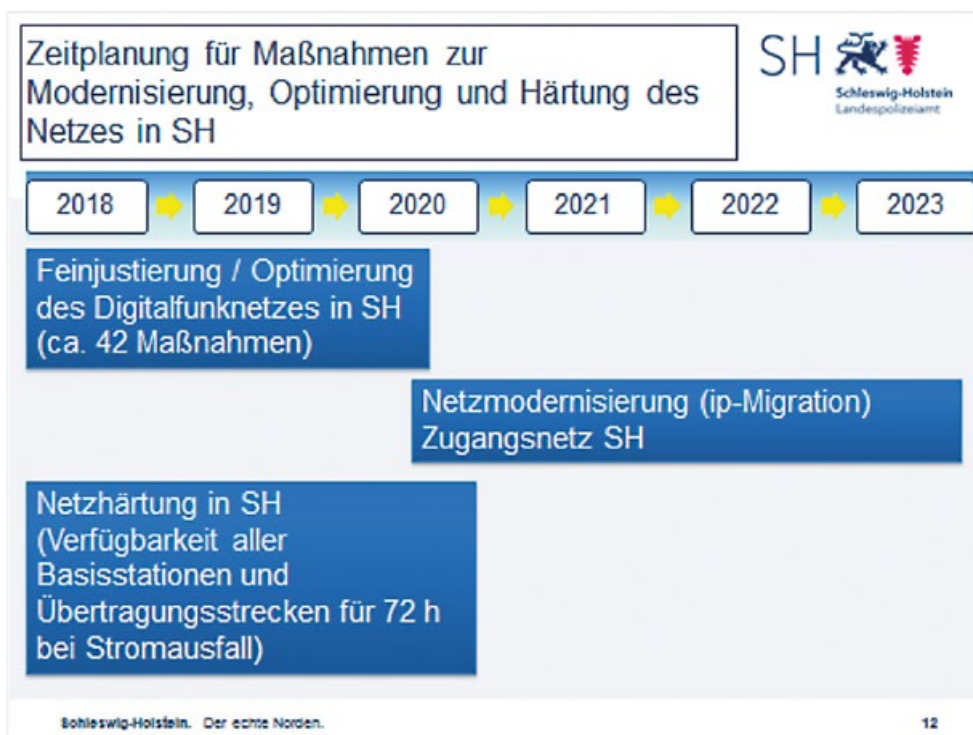 Zeitplanung für Maßnahmen zur
Modernisierung, Optimierung und Härtung des
Netzes in SH
SH
Schleswig-Holstein
Landespolizeiamt
2018 2019 2020 2021 2022 2023
Feinjustierung / Optimierung
des Digitalfunknetzes in SH
(ca. 42 Maßnahmen)
Netzmodernisierung (ip-Migration)
Zugangsnetz SH
Netzhärtung in SH
(Verfügbarkeit aller
Basisstationen und
Übertragungsstrecken für 72 h
bei Stromausfall)
Schleswig-Holstein. Der echte Norden. 12